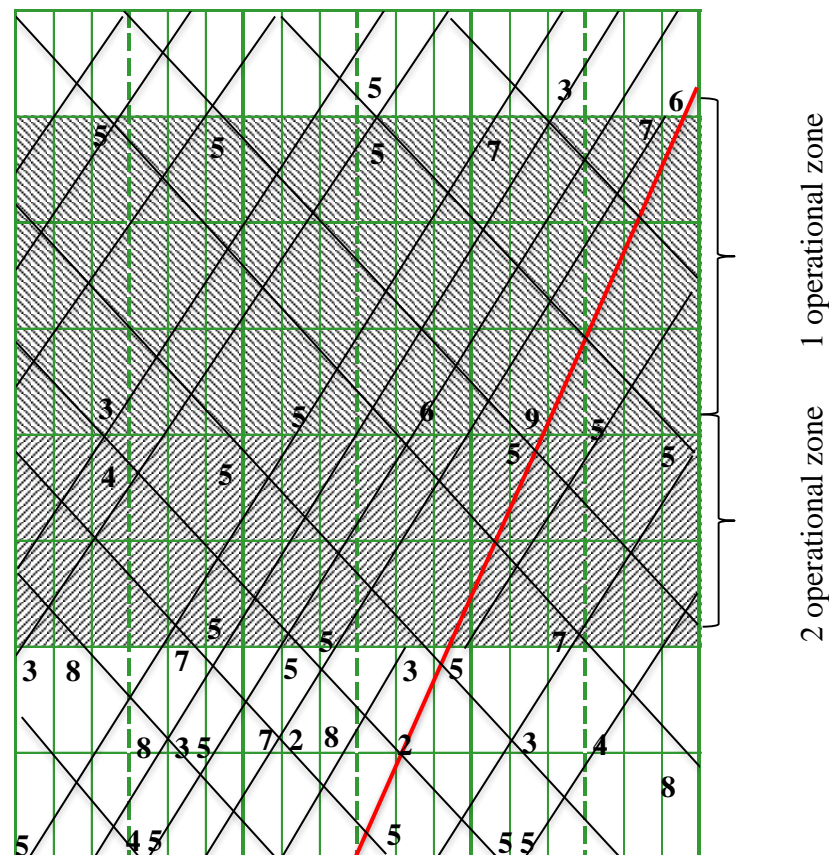 5 3 6
5 5 5 7 7
1 operational zone
3 5 6 9 5
4 5 5 5
2 operational zone
5 5 7
3 8 7 5 3 5
8 3 5 7 2 8 2 3 4
8
5 4 5 5 5 5